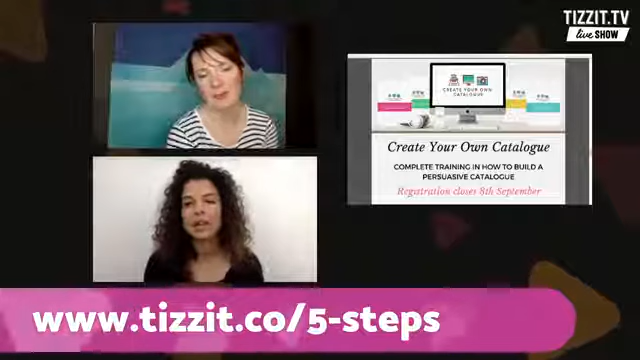 TIZZIT.TV
live SHOW
CREATE YOUR OWN
CATALOGUE
Create Your Own Catalogue
COMPLETE TRAINING IN HOW TO BUILD A
PERSUASIVE CATALOGUE
Registration closes 8th September
www.tizzit.co/5-steps